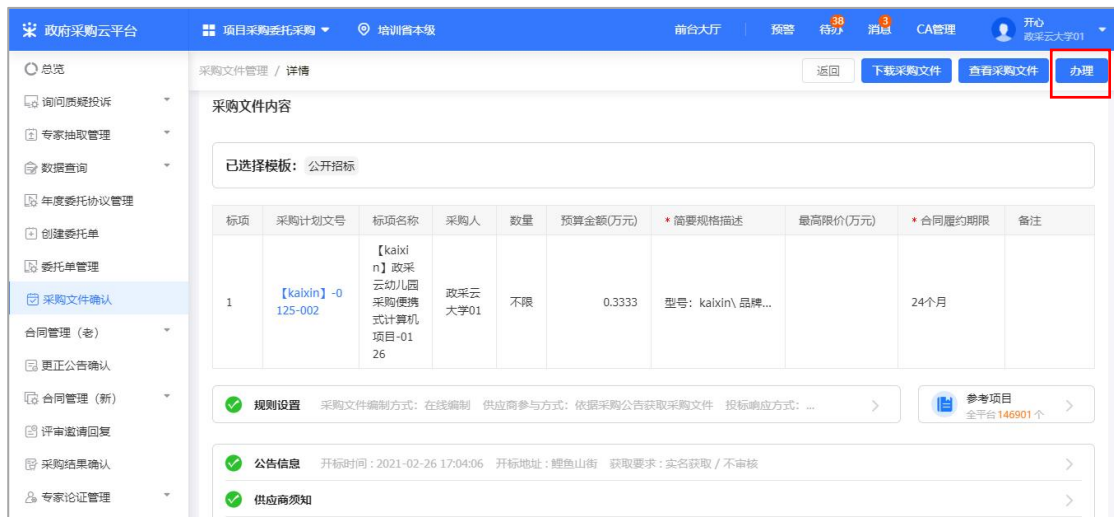 政府采购云平台
项目采购委托采购
培训省本级
前台大厅
预警
待办
38
消息
3
CA管理
开心
政采云大学01
总览
询问质疑投诉
专家抽取管理
数据查询
年度委托协议管理
创建委托单
委托单管理
采购文件确认
合同管理（老）
更正公告确认
合同管理（新）
评审邀请回复
采购结果确认
专家论证管理
采购文件管理 / 详情
返回
下载采购文件
查看采购文件
办理
采购文件内容
已选择模板： 公开招标
标项 采购计划文号 标项名称 采购人 数量 预算金额(万元) * 简要规格描述 最高限价(万元) * 合同履约期限 备注
1
【kaixin】-0
125-002
【kaixi
n】政采
云幼儿园
采购便携
式计算机
项目-01
26
政采云
大学01
不限
0.3333
型号：kaixin\ 品牌...
24个月
规则设置 采购文件编制方式：在线编制 供应商参与方式：依据采购公告获取采购文件 投标响应方式：...
参考项目
全平台 146901 个
公告信息 开标时间 : 2021-02-26 17:04:06 开标地址 : 鲤鱼山街 获取要求 : 实名获取 / 不审核
供应商须知